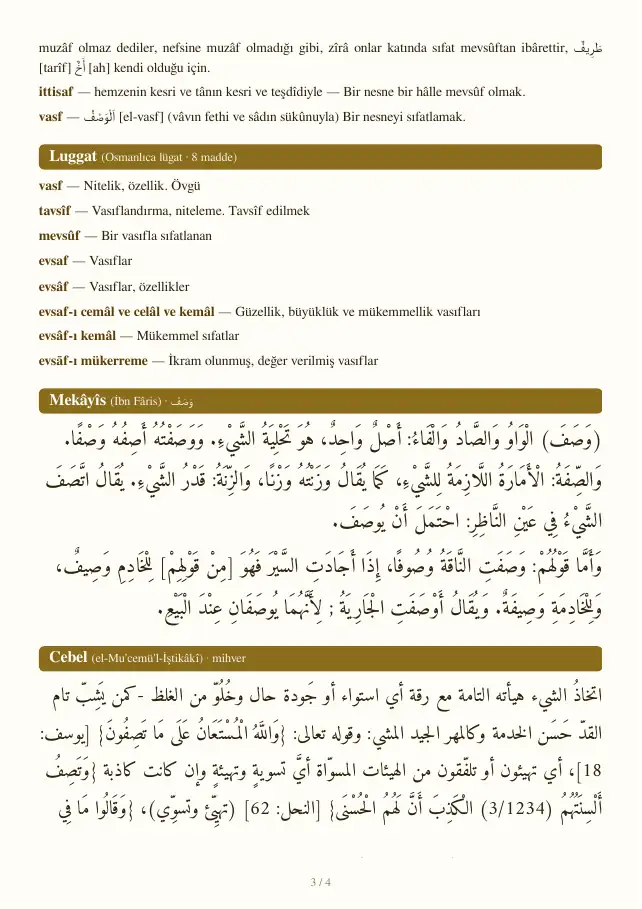 muzâf olmaz dediler, nefsine muzâf olmadığı gibi, zîrâ onlar katında sıfat mevsûftan ibârettir, ظَرِيفٌ
[tarîf] أَخٌ [ah] kendi olduğu için.
ittisaf — hemzenin kesri ve tânın kesri ve teşdîdiyle — Bir nesne bir hâlle mevsûf olmak.
vasf — اَلْوَصْفُ [el-vasf] (vâvın fethi ve sâdın sükûnuyla) Bir nesneyi sıfatlamak.
Luggat (Osmanlıca lügat · 8 madde)
vasf — Nitelik, özellik. Övgü
tavsîf — Vasıflandırma, niteleme. Tavsîf edilmek
mevsûf — Bir vasıfla sıfatlanan
evsaf — Vasıflar
evsâf — Vasıflar, özellikler
evsaf-ı cemâl ve celâl ve kemâl — Güzellik, büyüklük ve mükemmellik vasıfları
evsâf-ı kemâl — Mükemmel sıfatlar
evsãf-ı mükerreme — İkram olunmuş, değer verilmiş vasıflar
Mekâyîs (İbn Fâris) · وَصَفَ
(وَصَفَ) الْوَاوُ وَالصَّادُ وَالْفَاءُ: أَصْلٌ وَاحِدٌ، هُوَ تَحْلِيَةُ الشَّيْءِ. وَوَصَفْتُهُ أَصِفُهُ وَصْفًا.
وَالصِّفَةُ: الْأَمَارَةُ اللَّازِمَةُ لِلشَّيْءِ، كَمَا يُقَالُ وَزَنْتُهُ وَزْنًا، وَالزِّنَةُ: قَدْرُ الشَّيْءِ. يُقَالُ اتَّصَفَ
الشَّيْءُ فِي عَيْنِ النَّاظِرِ: احْتَمَلَ أَنْ يُوصَفَ.
وَأَمَّا قَوْلُهُمْ: وَصَفَتِ النَّاقَةُ وُصُوفًا، إِذَا أَجَادَتِ السَّيْرَ فَهُوَ [مِنْ قَوْلِهِمْ] لِلْخَادِمِ وَصِيفٌ،
وَلِلْخَادِمَةِ وَصِيفَةٌ. وَيُقَالُ أَوْصَفَتِ الْجَارِيَةُ ; لِأَنَّهُمَا يُوصَفَانِ عِنْدَ الْبَيْعِ.
Cebel (el-Mu'cemü'l-İştikâkî) · mihver
اتخاذُ الشيء هيأته التامة مع رقة أي استواء أو جَودة حال وخُلُوّ من الغلظ -كمن يَشِبّ تام
القدّ حَسَن الخدمة وكالمهر الجيد المشي: وقوله تعالى: {وَاللَّهُ الْمُسْتَعَانُ عَلَى مَا تَصِفُونَ} [يوسف:
18]، أي تهيئون أو تلفّقون من الهيئات المسوّاة أيَّ تسويةٍ وتهيئةٍ وإن كانت كاذبة {وَتَصِفُ
أَلْسِنَتُهُمُ (3/1234) الْكَذِبَ أَنَّ لَهُمُ الْحُسْنَى} [النحل: 62] (تهيِّئ وتسوِّي)، {وَقَالُوا مَا فِي
3 / 4